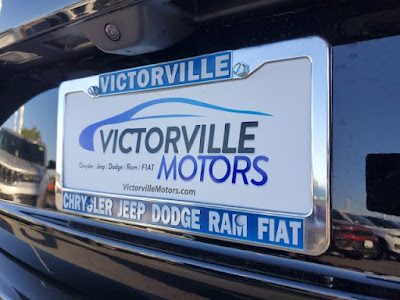 VICTORVILLE
VICTORVILLE
MOTORS
Chrysler | Jeep | Dodge | Ram | FIAT
VictorvilleMotors.com
CHRYSLER JEEP DODGE RAM FIAT